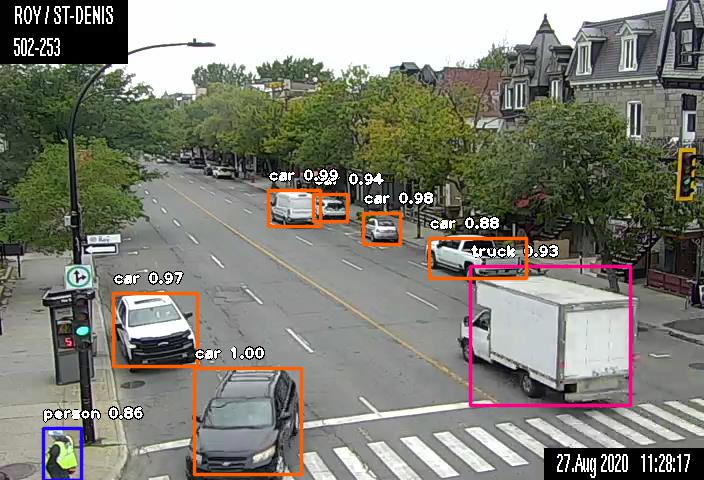 ROY / ST-DENIS
502-253
car 0.99
car 0.94
car 0.98
car 0.88
truck 0.93
Roy
car 0.97
5
car 1.00
person 0.86
27.Aug 2020 11:28:17